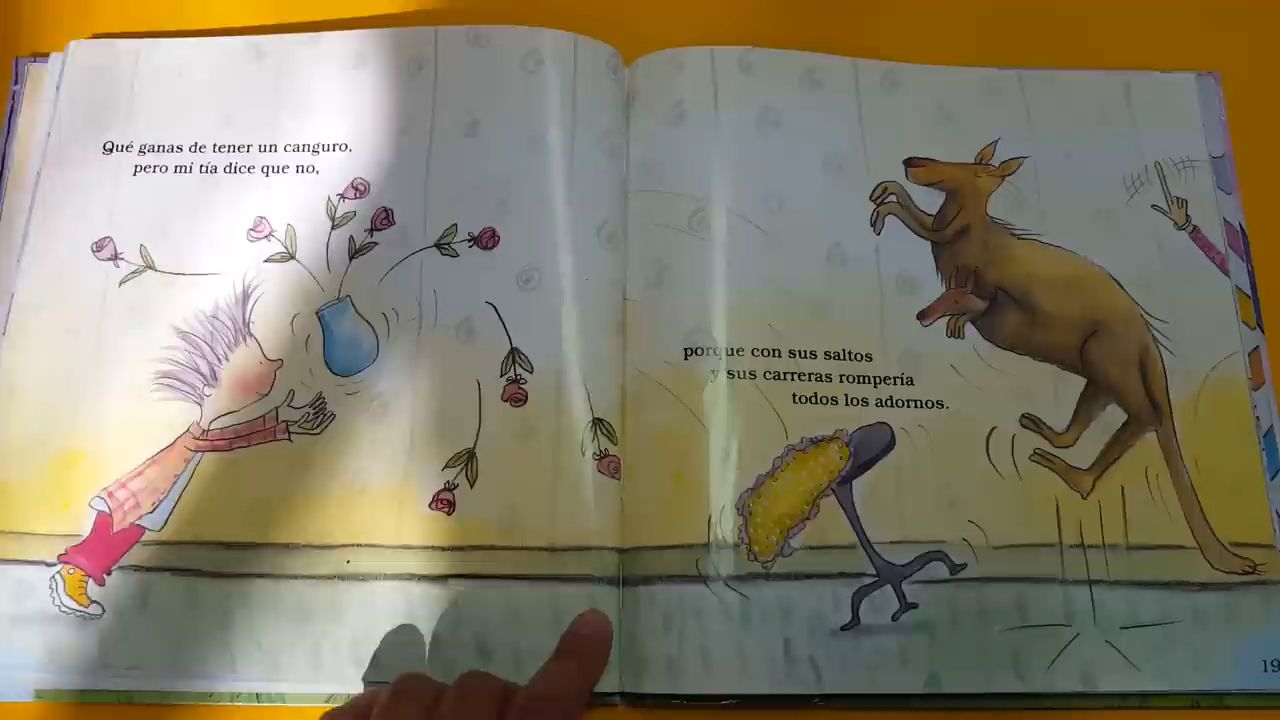 Qué ganas de tener un canguro,
pero mi tía dice que no,
porque con sus saltos
y sus carreras rompería
todos los adornos.
19